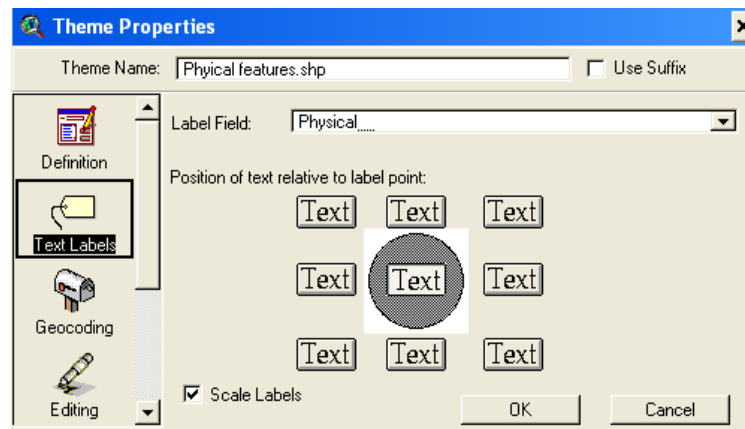 Theme Properties
Theme Name: Phyical features.shp Use Suffix
Label Field: Physical
Definition
Position of text relative to label point:
Text Text Text
Text Labels
Text Text Text
Geocoding
Text Text Text
Scale Labels
Editing OK Cancel